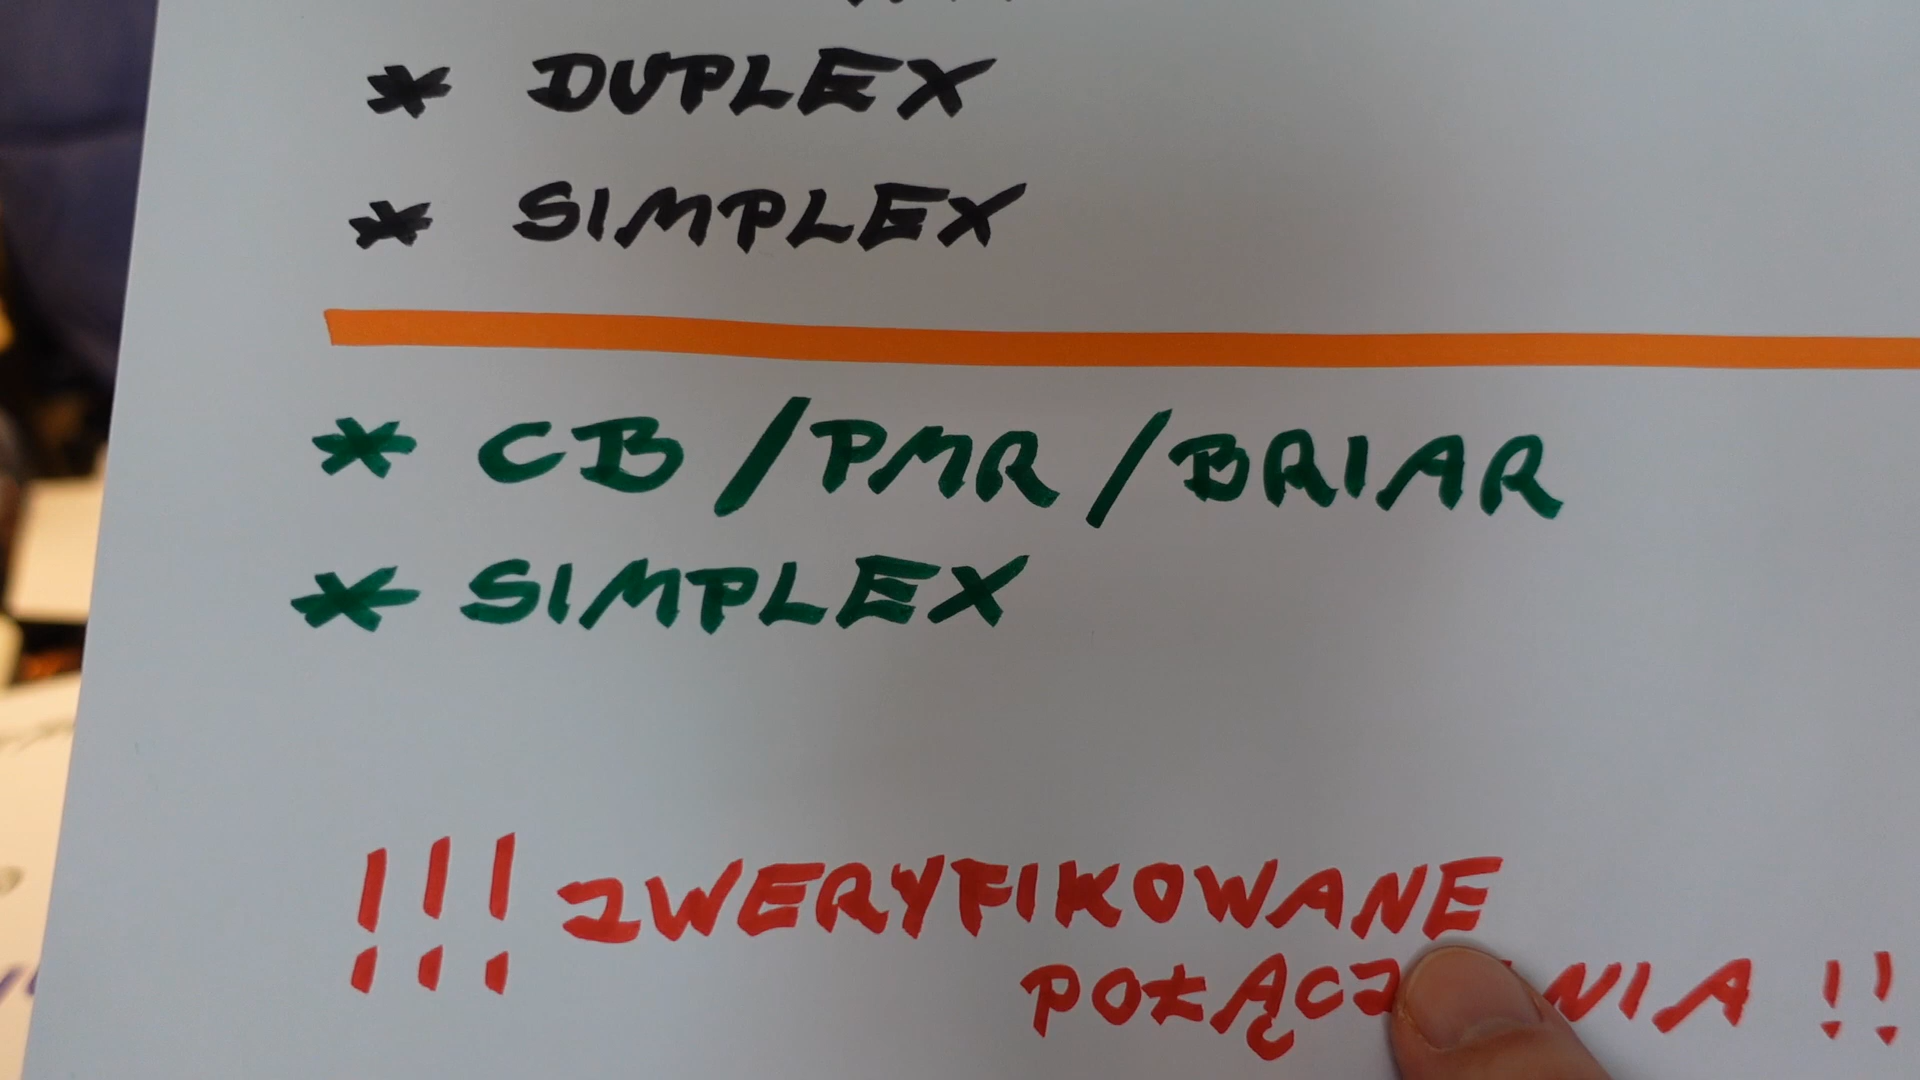 * DUPLEX
* SIMPLEX
* CB / PMR / BRIAR
* SIMPLEX
!!! ZWERYFIKOWANE
!!